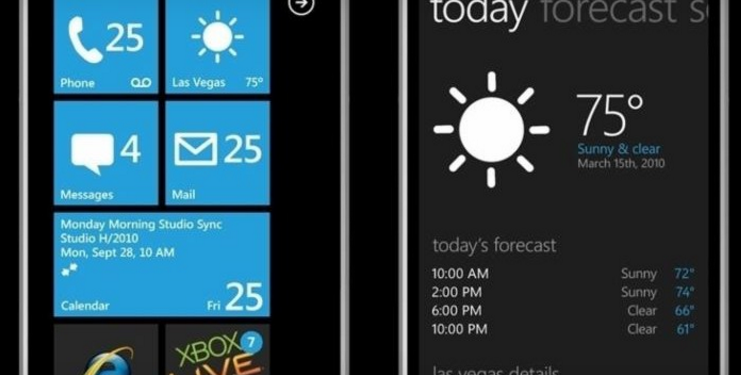 25
Phone
Las Vegas 75°
4
Messages
25
Mail
Monday Morning Studio Sync
Studio H/2010
Mon, Sept 28, 10 AM
Calendar Fri 25
XBOX 7
LIVE
today forecast
75°
Sunny & clear
March 15th, 2010
today's forecast
10:00 AM Sunny 72°
2:00 PM Sunny 74°
6:00 PM Clear 66°
10:00 PM Clear 61°
las vegas details